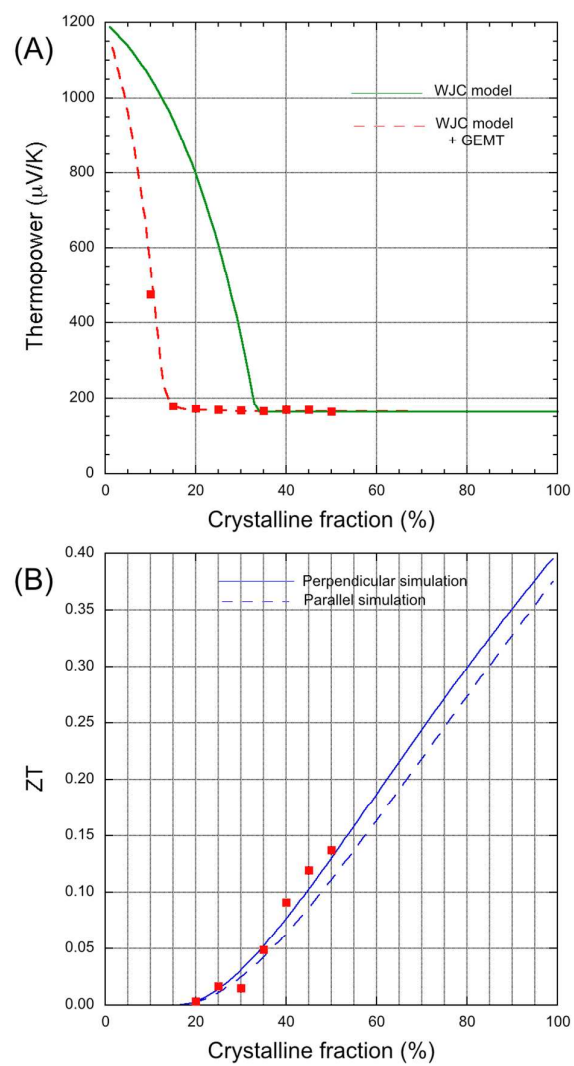 (A)
1200
1000
800
600
400
200
0
Thermopower (μV/K)
WJC model
WJC model
+ GEMT
0 20 40 60 80 100
Crystalline fraction (%)
(B)
0.40
0.35
0.30
0.25
0.20
0.15
0.10
0.05
0.00
ZT
Perpendicular simulation
Parallel simulation
0 20 40 60 80 100
Crystalline fraction (%)